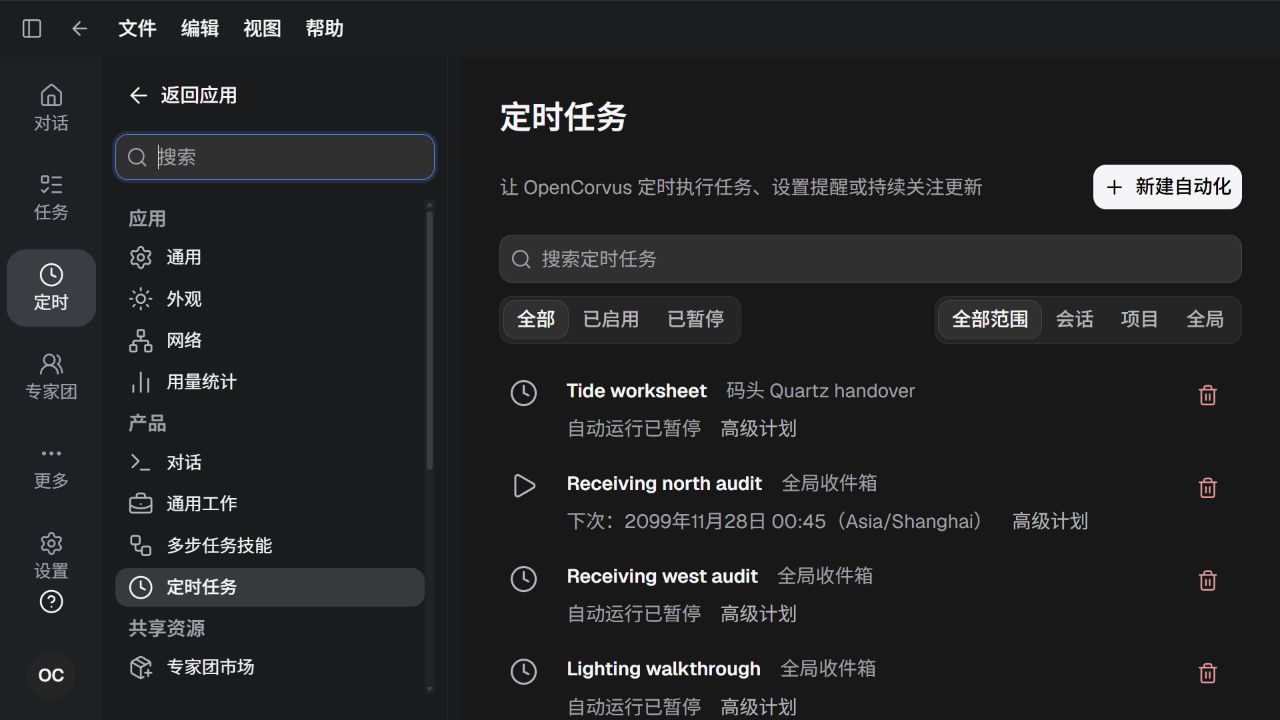 文件 编辑 视图 帮助
对话
任务
定时
专家团
更多
设置
OC
返回应用
搜索
应用
通用
外观
网络
用量统计
产品
对话
通用工作
多步任务技能
定时任务
共享资源
专家团市场
定时任务
让 OpenCorvus 定时执行任务、设置提醒或持续关注更新
新建自动化
搜索定时任务
全部 已启用 已暂停
全部范围 会话 项目 全局
Tide worksheet 码头 Quartz handover
自动运行已暂停 高级计划
Receiving north audit 全局收件箱
下次：2099年11月28日 00:45（Asia/Shanghai） 高级计划
Receiving west audit 全局收件箱
自动运行已暂停 高级计划
Lighting walkthrough 全局收件箱
自动运行已暂停 高级计划